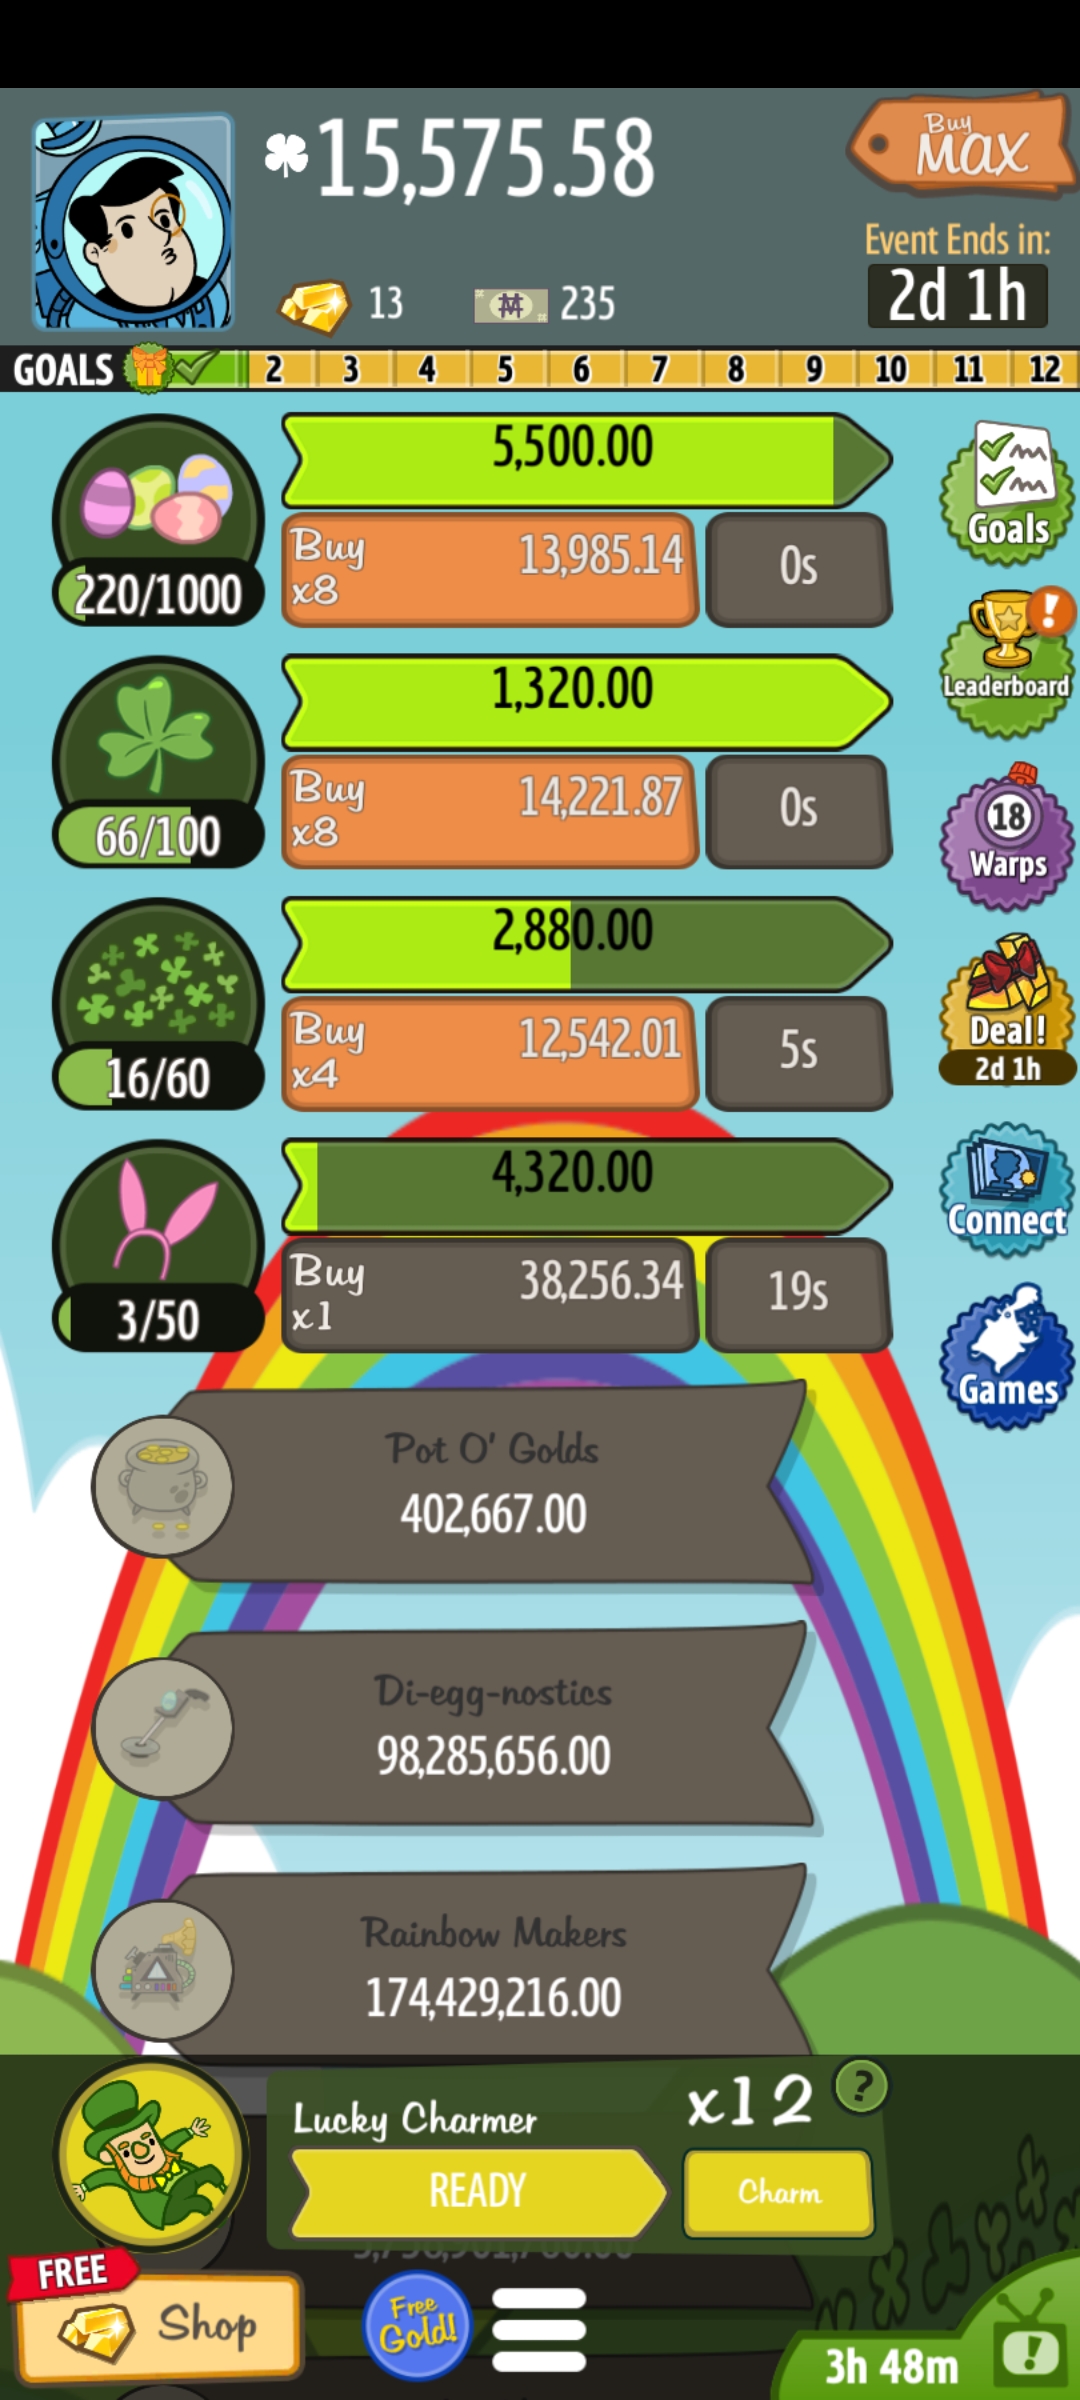 15,575.58
Buy
MAX
13
235
Event Ends in:
2d 1h
GOALS 2 3 4 5 6 7 8 9 10 11 12
5,500.00
Buy
x8
13,985.14
0s
220/1000
Goals
1,320.00
Leaderboard
Buy
x8
14,221.87
0s
66/100
18
Warps
2,880.00
Buy
x4
12,542.01
5s
16/60
Deal!
2d 1h
4,320.00
Buy
x1
38,256.34
19s
3/50
Connect
Games
Pot O' Golds
402,667.00
Di-egg-nostics
98,285,656.00
Rainbow Makers
174,429,216.00
Lucky Charmer
x12
?
READY
Charm
FREE
Shop
Free
Gold!
3h 48m